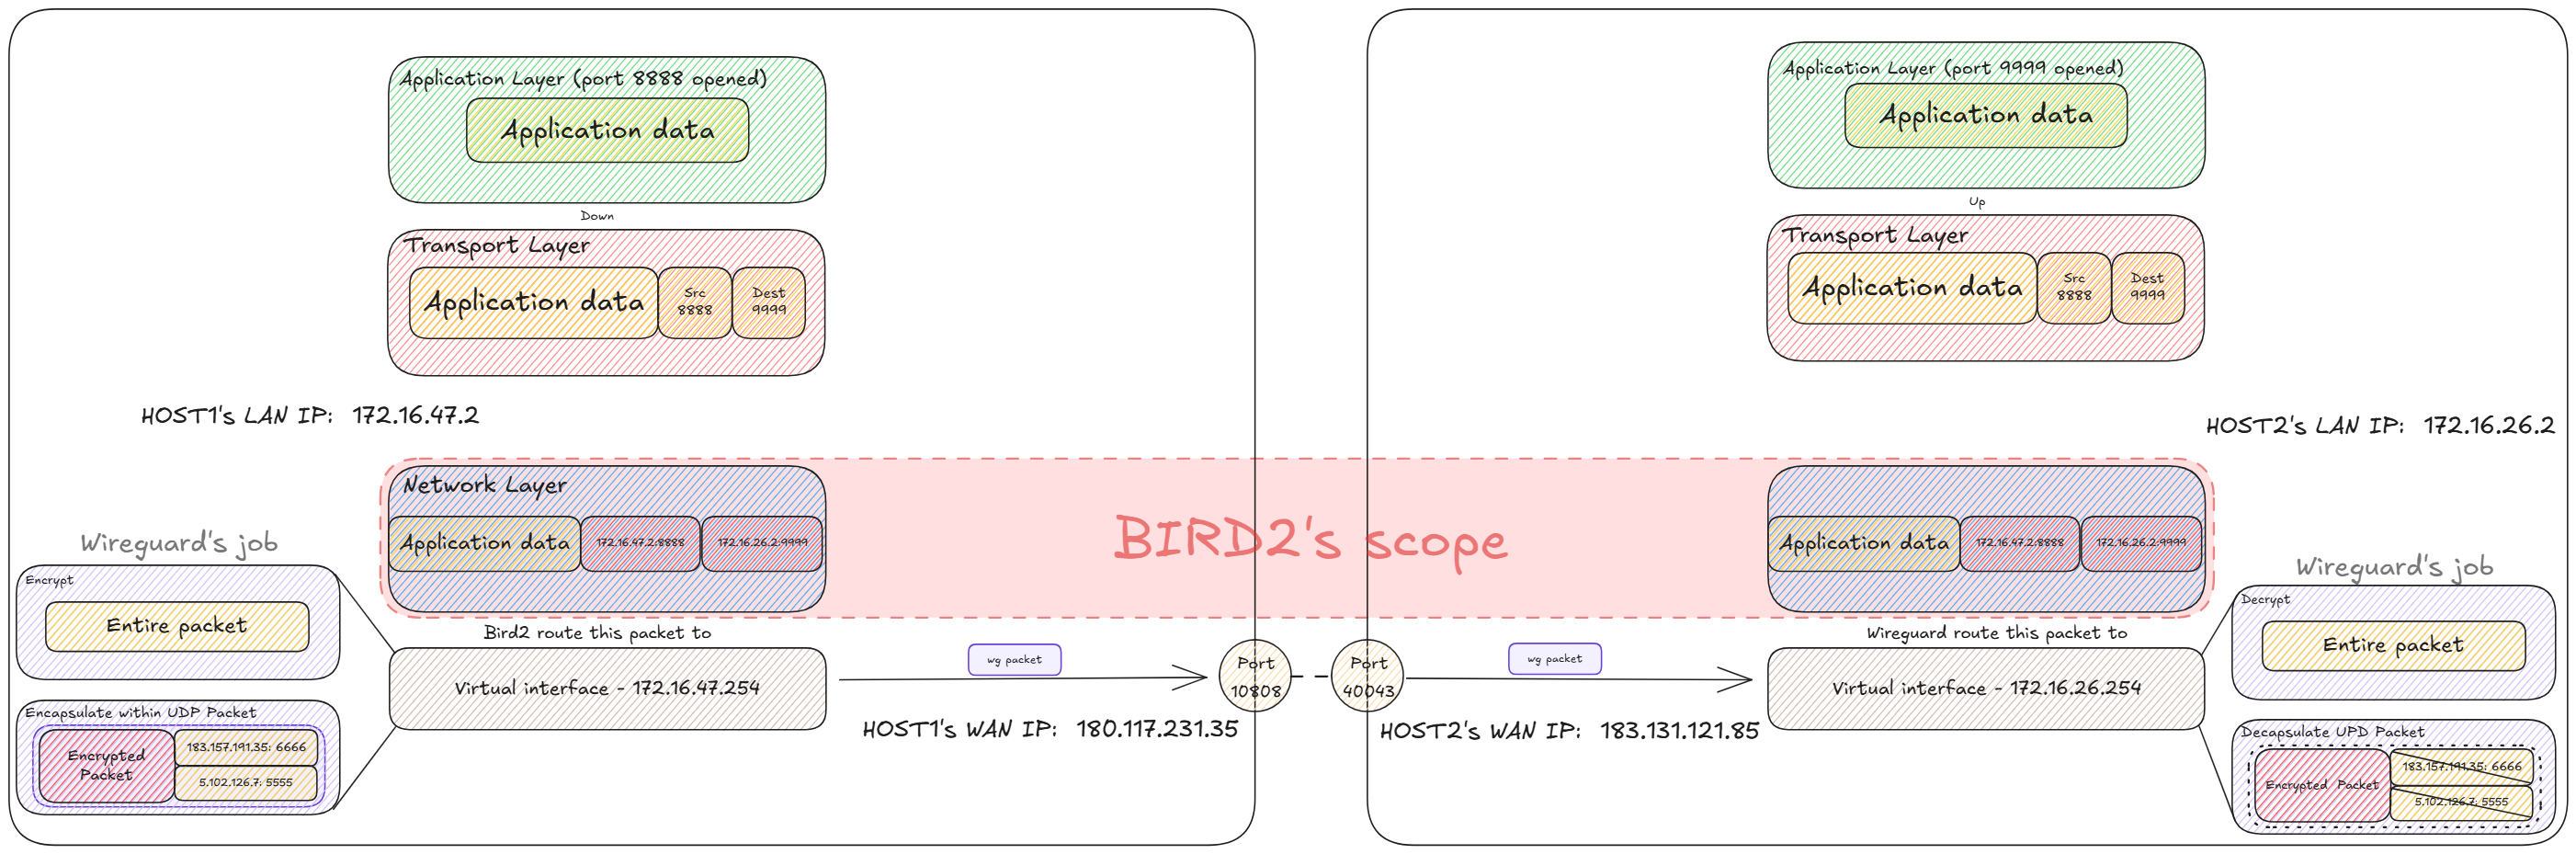 Application Layer (port 8888 opened)
Application data
Down
Transport Layer
Application data
Src
8888
Dest
9999
HOST1's LAN IP: 172.16.47.2
Network Layer
Application data
172.16.47.2:8888
172.16.26.2:9999
Wireguard's job
Encrypt
Entire packet
Encapsulate within UDP Packet
Encrypted
Packet
183.157.191.35: 6666
5.102.126.7: 5555
Bird2 route this packet to
Virtual interface - 172.16.47.254
wg packet
HOST1's WAN IP: 180.117.231.35
Port
10808
BIRD2's scope
Application Layer (port 9999 opened)
Application data
Up
Transport Layer
Application data
Src
8888
Dest
9999
HOST2's LAN IP: 172.16.26.2
Application data
172.16.47.2:8888
172.16.26.2:9999
Port
40043
wg packet
HOST2's WAN IP: 183.131.121.85
Wireguard route this packet to
Virtual interface - 172.16.26.254
Wireguard's job
Decrypt
Entire packet
Decapsulate UPD Packet
Encrypted Packet
183.157.191.35: 6666
5.102.126.7: 5555